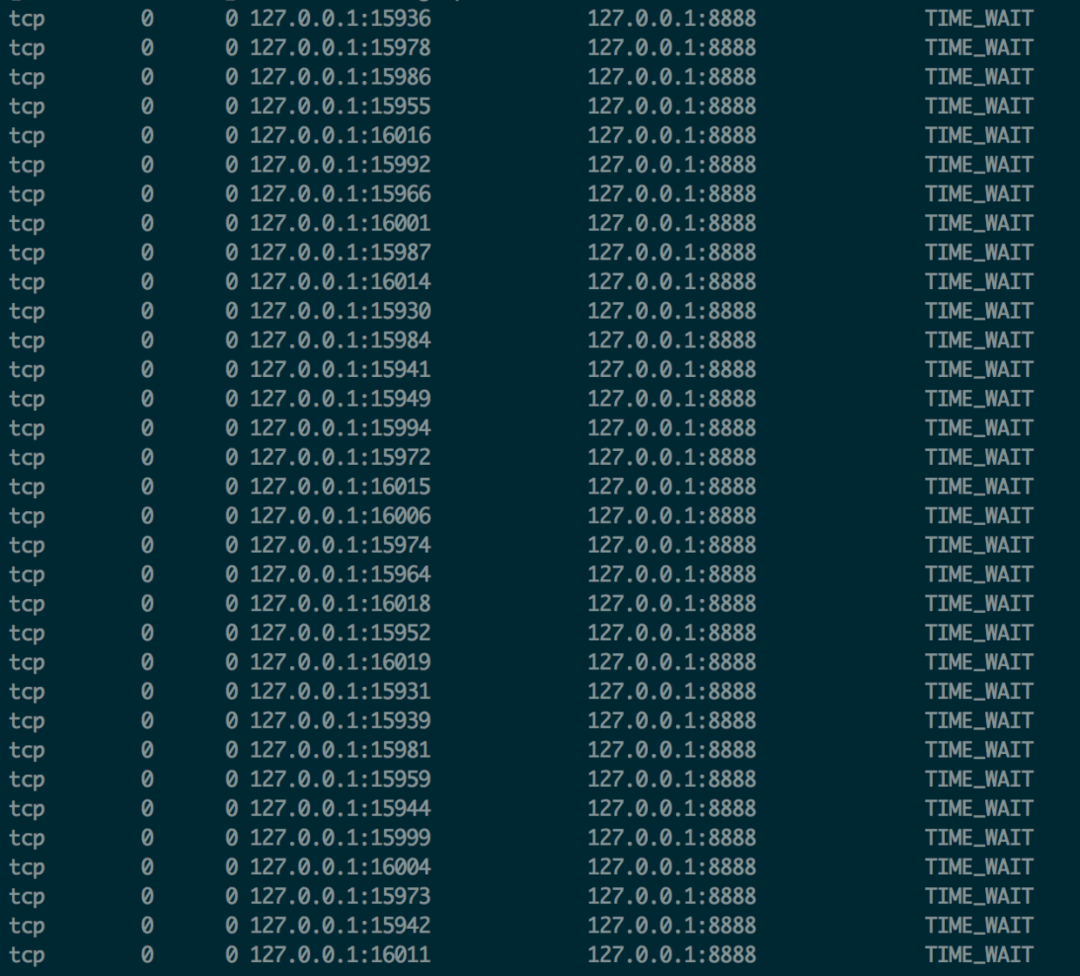 tcp 0 0 127.0.0.1:15936 127.0.0.1:8888 TIME_WAIT
tcp 0 0 127.0.0.1:15978 127.0.0.1:8888 TIME_WAIT
tcp 0 0 127.0.0.1:15986 127.0.0.1:8888 TIME_WAIT
tcp 0 0 127.0.0.1:15955 127.0.0.1:8888 TIME_WAIT
tcp 0 0 127.0.0.1:16016 127.0.0.1:8888 TIME_WAIT
tcp 0 0 127.0.0.1:15992 127.0.0.1:8888 TIME_WAIT
tcp 0 0 127.0.0.1:15966 127.0.0.1:8888 TIME_WAIT
tcp 0 0 127.0.0.1:16001 127.0.0.1:8888 TIME_WAIT
tcp 0 0 127.0.0.1:15987 127.0.0.1:8888 TIME_WAIT
tcp 0 0 127.0.0.1:16014 127.0.0.1:8888 TIME_WAIT
tcp 0 0 127.0.0.1:15930 127.0.0.1:8888 TIME_WAIT
tcp 0 0 127.0.0.1:15984 127.0.0.1:8888 TIME_WAIT
tcp 0 0 127.0.0.1:15941 127.0.0.1:8888 TIME_WAIT
tcp 0 0 127.0.0.1:15949 127.0.0.1:8888 TIME_WAIT
tcp 0 0 127.0.0.1:15994 127.0.0.1:8888 TIME_WAIT
tcp 0 0 127.0.0.1:15972 127.0.0.1:8888 TIME_WAIT
tcp 0 0 127.0.0.1:16015 127.0.0.1:8888 TIME_WAIT
tcp 0 0 127.0.0.1:16006 127.0.0.1:8888 TIME_WAIT
tcp 0 0 127.0.0.1:15974 127.0.0.1:8888 TIME_WAIT
tcp 0 0 127.0.0.1:15964 127.0.0.1:8888 TIME_WAIT
tcp 0 0 127.0.0.1:16018 127.0.0.1:8888 TIME_WAIT
tcp 0 0 127.0.0.1:15952 127.0.0.1:8888 TIME_WAIT
tcp 0 0 127.0.0.1:16019 127.0.0.1:8888 TIME_WAIT
tcp 0 0 127.0.0.1:15931 127.0.0.1:8888 TIME_WAIT
tcp 0 0 127.0.0.1:15939 127.0.0.1:8888 TIME_WAIT
tcp 0 0 127.0.0.1:15981 127.0.0.1:8888 TIME_WAIT
tcp 0 0 127.0.0.1:15959 127.0.0.1:8888 TIME_WAIT
tcp 0 0 127.0.0.1:15944 127.0.0.1:8888 TIME_WAIT
tcp 0 0 127.0.0.1:15999 127.0.0.1:8888 TIME_WAIT
tcp 0 0 127.0.0.1:16004 127.0.0.1:8888 TIME_WAIT
tcp 0 0 127.0.0.1:15973 127.0.0.1:8888 TIME_WAIT
tcp 0 0 127.0.0.1:15942 127.0.0.1:8888 TIME_WAIT
tcp 0 0 127.0.0.1:16011 127.0.0.1:8888 TIME_WAIT